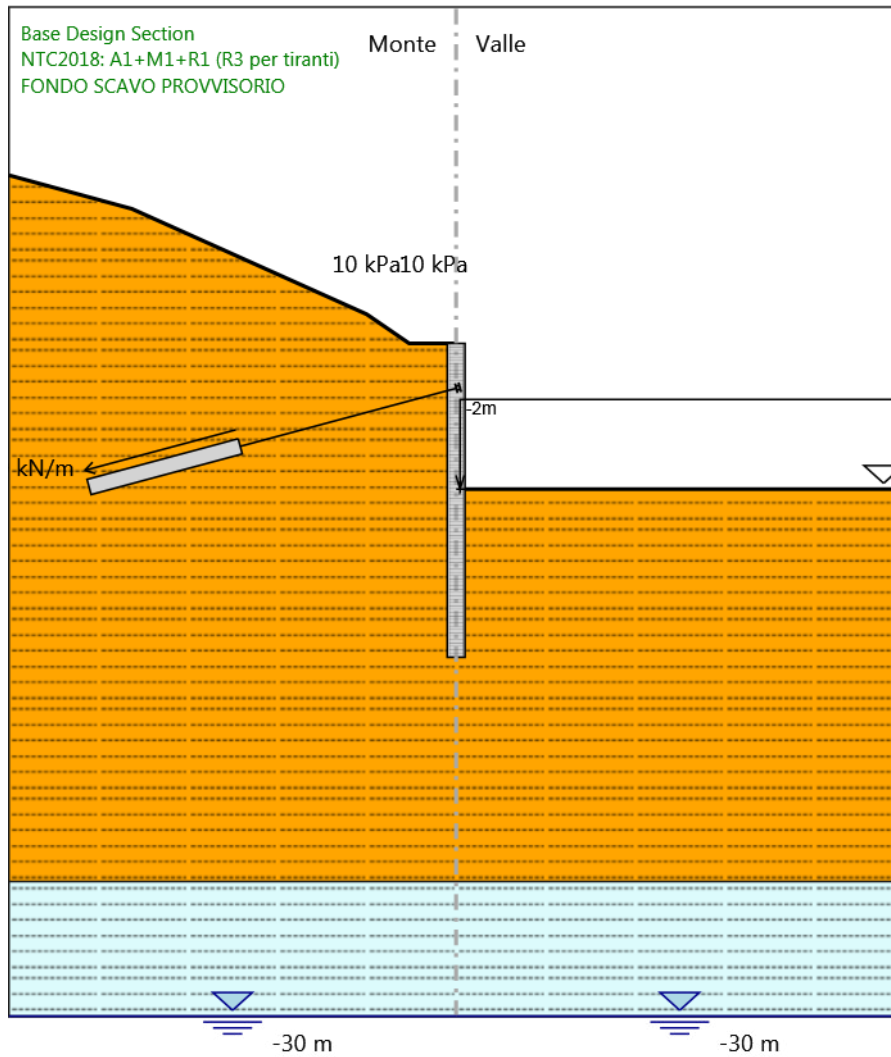 Base Design Section
NTC2018: A1+M1+R1 (R3 per tiranti)
FONDO SCAVO PROVVISORIO
Monte
Valle
10 kPa10 kPa
-2m
kN/m
-30 m
-30 m